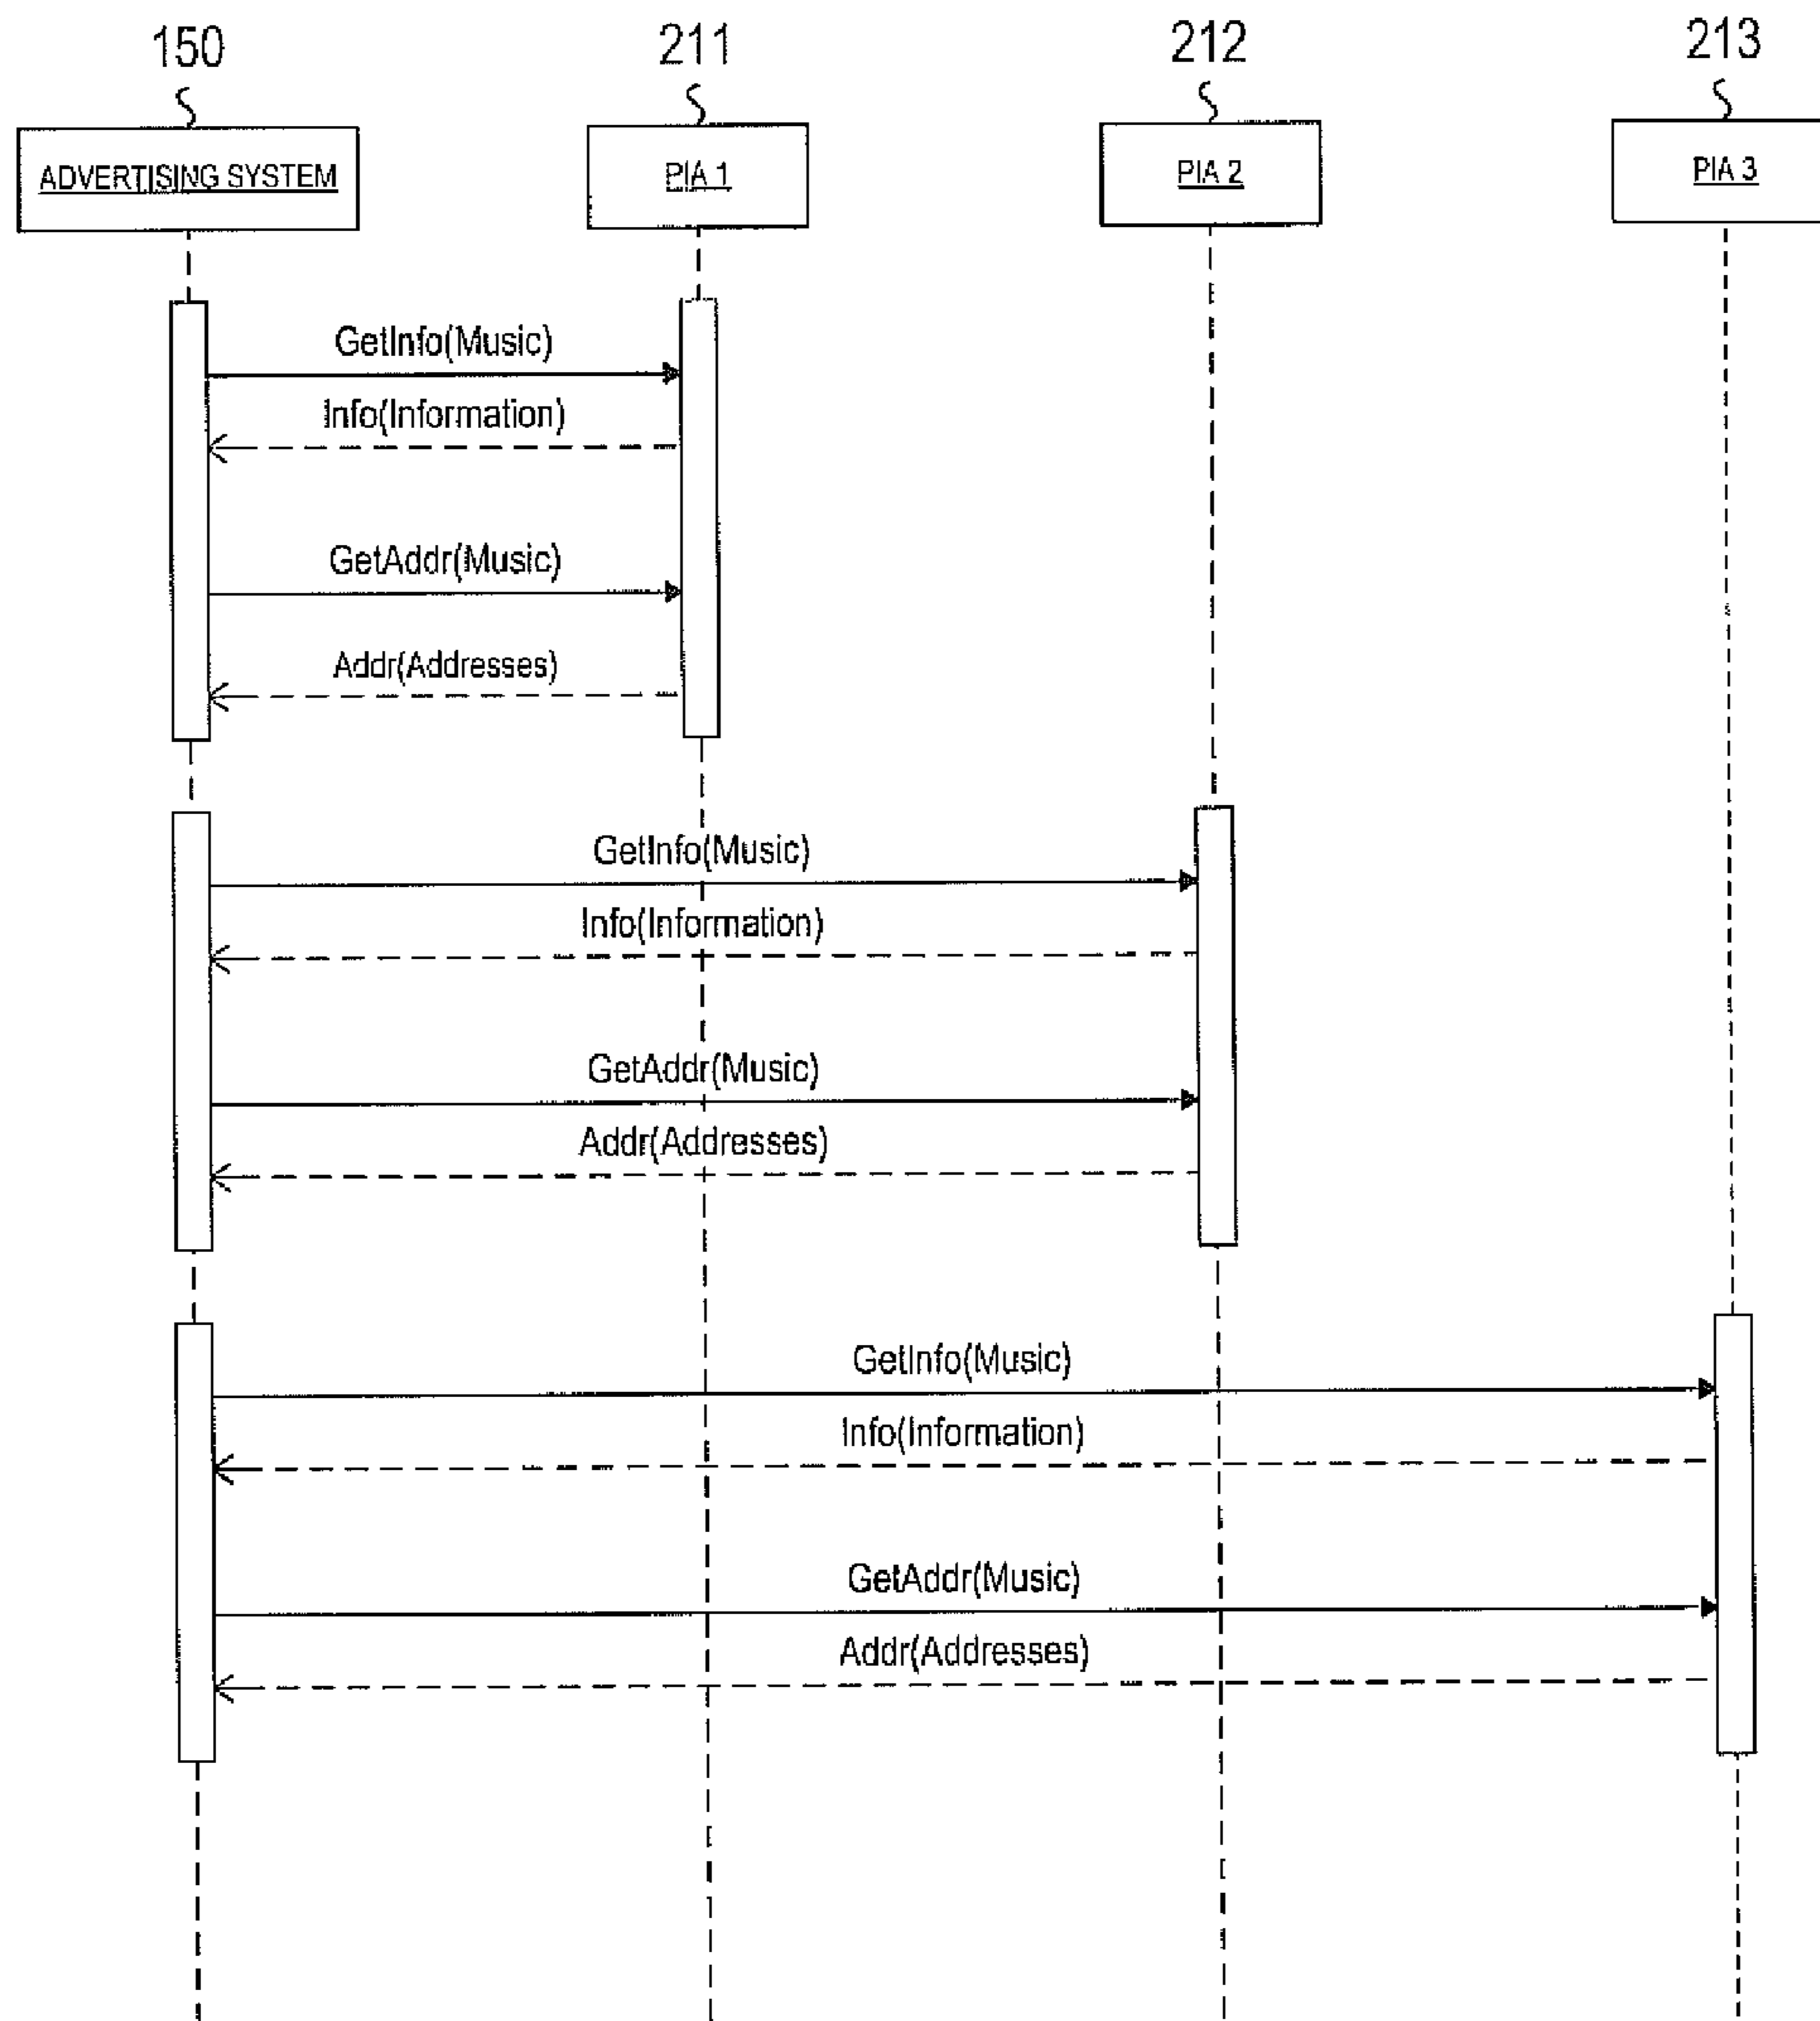 150
211
212
213
ADVERTISING SYSTEM
PIA 1
PIA 2
PIA 3
GetInfo(Music)
Info(Information)
GetAddr(Music)
Addr(Addresses)
GetInfo(Music)
Info(Information)
GetAddr(Music)
Addr(Addresses)
GetInfo(Music)
Info(Information)
GetAddr(Music)
Addr(Addresses)